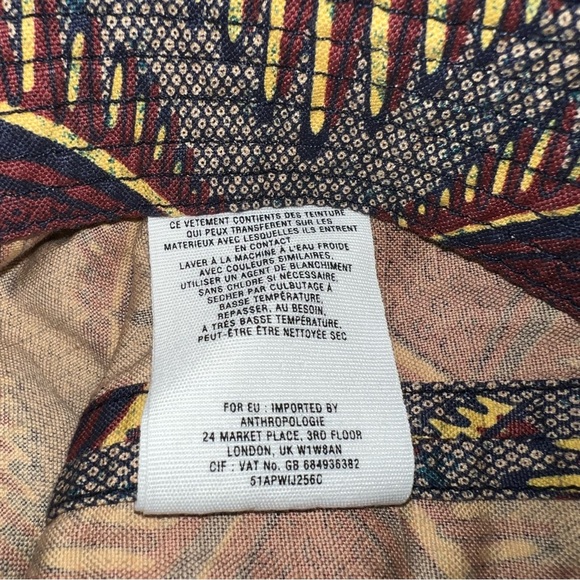 CE VETEMENT CONTIENTS DES TEINTURE
QUI PEUX TRANSFERENT SUR LES
MATERIEUX AVEC LESQUELLES ILS ENTRENT
EN CONTACT
LAVER À LA MACHINE À L'EAU FROIDE
AVEC COULEURS SIMILAIRES,
UTILISER UN AGENT DE BLANCHIMENT
SANS CHLORE SI NÉCESSAIRE,
SECHER PAR CULBUTAGE À
BASSE TEMPÉRATURE,
REPASSER, AU BESOIN,
À TRÈS BASSE TEMPÉRATURE.
PEUT-ÊTRE ÊTRE NETTOYÉE SEC
FOR EU : IMPORTED BY
ANTHROPOLOGIE
24 MARKET PLACE, 3RD FLOOR
LONDON, UK W1W8AN
CIF : VAT No. GB 684936382
51APWIJ256C